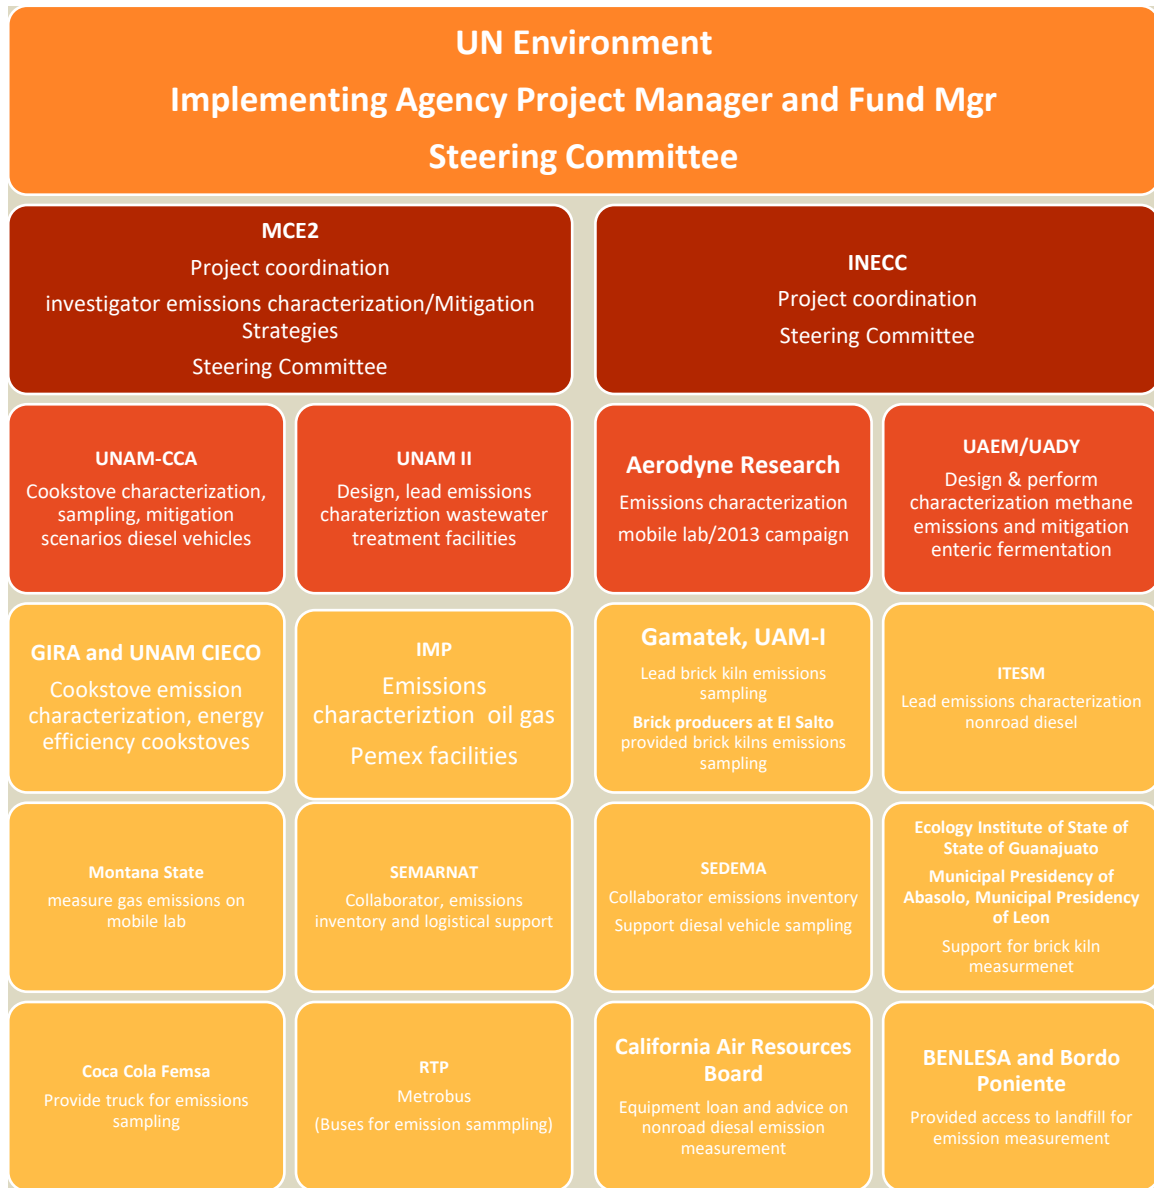 UN Environment
Implementing Agency Project Manager and Fund Mgr
Steering Committee
MCE2
Project coordination
investigator emissions characterization/Mitigation
Strategies
Steering Committee
INECC
Project coordination
Steering Committee
UNAM-CCA
Cookstove characterization,
sampling, mitigation
scenarios diesel vehicles
UNAM II
Design, lead emissions
charateriztion wastewater
treatment facilities
Aerodyne Research
Emissions characterization
mobile lab/2013 campaign
UAEM/UADY
Design & perform
characterization methane
emissions and mitigation
enteric fermentation
GIRA and UNAM CIECO
Cookstove emission
characterization, energy
efficiency cookstoves
IMP
Emissions
characteriztion oil gas
Pemex facilities
Gamatek, UAM-I
Lead brick kiln emissions
sampling
Brick producers at El Salto
provided brick kilns emissions
sampling
ITESM
Lead emissions characterization
nonroad diesel
Montana State
measure gas emissions on
mobile lab
SEMARNAT
Collaborator, emissions
inventory and logistical support
SEDEMA
Collaborator emissions inventory
Support diesal vehicle sampling
Ecology Institute of State of
State of Guanajuato
Municipal Presidency of
Abasolo, Municipal Presidency
of Leon
Support for brick kiln
measurmenet
Coca Cola Femsa
Provide truck for emissions
sampling
RTP
Metrobus
(Buses for emission sammpling)
California Air Resources
Board
Equipment loan and advice on
nonroad diesal emission
measurement
BENLESA and Bordo
Poniente
Provided access to landfill for
emission measurement